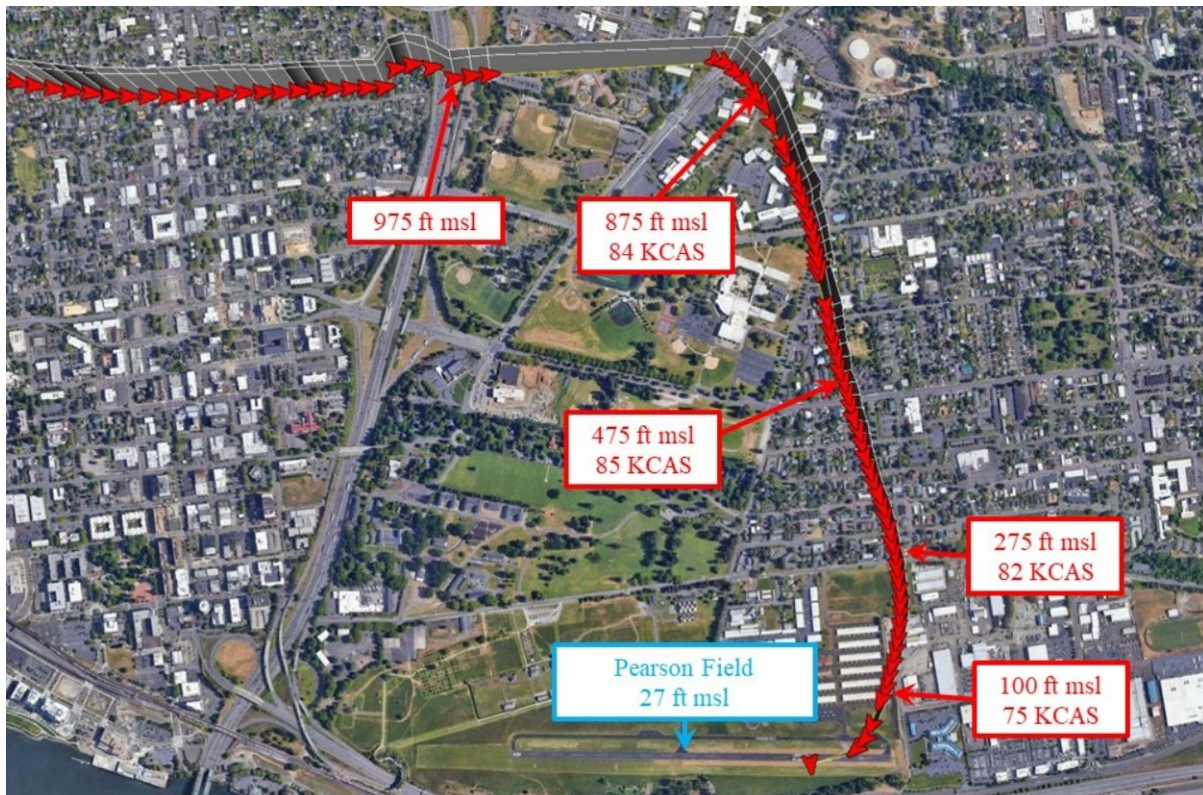 975 ft msl
875 ft msl
84 KCAS
475 ft msl
85 KCAS
275 ft msl
82 KCAS
Pearson Field
27 ft msl
100 ft msl
75 KCAS